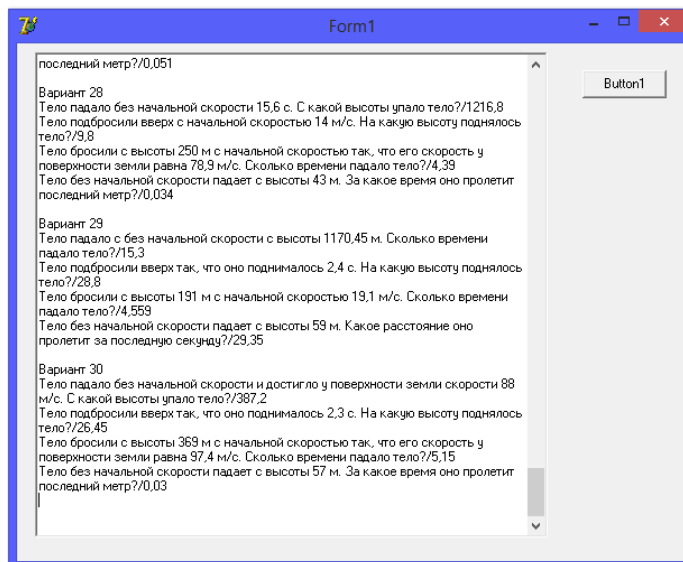 Form1
последний метр?/0,051
Button1
Вариант 28
Тело падало без начальной скорости 15,6 с. С какой высоты упало тело?/1216,8
Тело подбросили вверх с начальной скоростью 14 м/с. На какую высоту поднялось
тело?/9,8
Тело бросили с высоты 250 м с начальной скоростью так, что его скорость у
поверхности земли равна 78,9 м/с. Сколько времени падало тело?/4,39
Тело без начальной скорости падает с высоты 43 м. За какое время оно пролетит
последний метр?/0,034
Вариант 29
Тело падало с без начальной скорости с высоты 1170,45 м. Сколько времени
падало тело?/15,3
Тело подбросили вверх так, что оно поднималось 2,4 с. На какую высоту поднялось
тело?/28,8
Тело бросили с высоты 191 м с начальной скоростью 19,1 м/с. Сколько времени
падало тело?/4,559
Тело без начальной скорости падает с высоты 59 м. Какое расстояние оно
пролетит за последнюю секунду?/29,35
Вариант 30
Тело падало без начальной скорости и достигло у поверхности земли скорости 88
м/с. С какой высоты упало тело?/387,2
Тело подбросили вверх так, что оно поднималось 2,3 с. На какую высоту поднялось
тело?/26,45
Тело бросили с высоты 369 м с начальной скоростью так, что его скорость у
поверхности земли равна 97,4 м/с. Сколько времени падало тело?/5,15
Тело без начальной скорости падает с высоты 57 м. За какое время оно пролетит
последний метр?/0,03